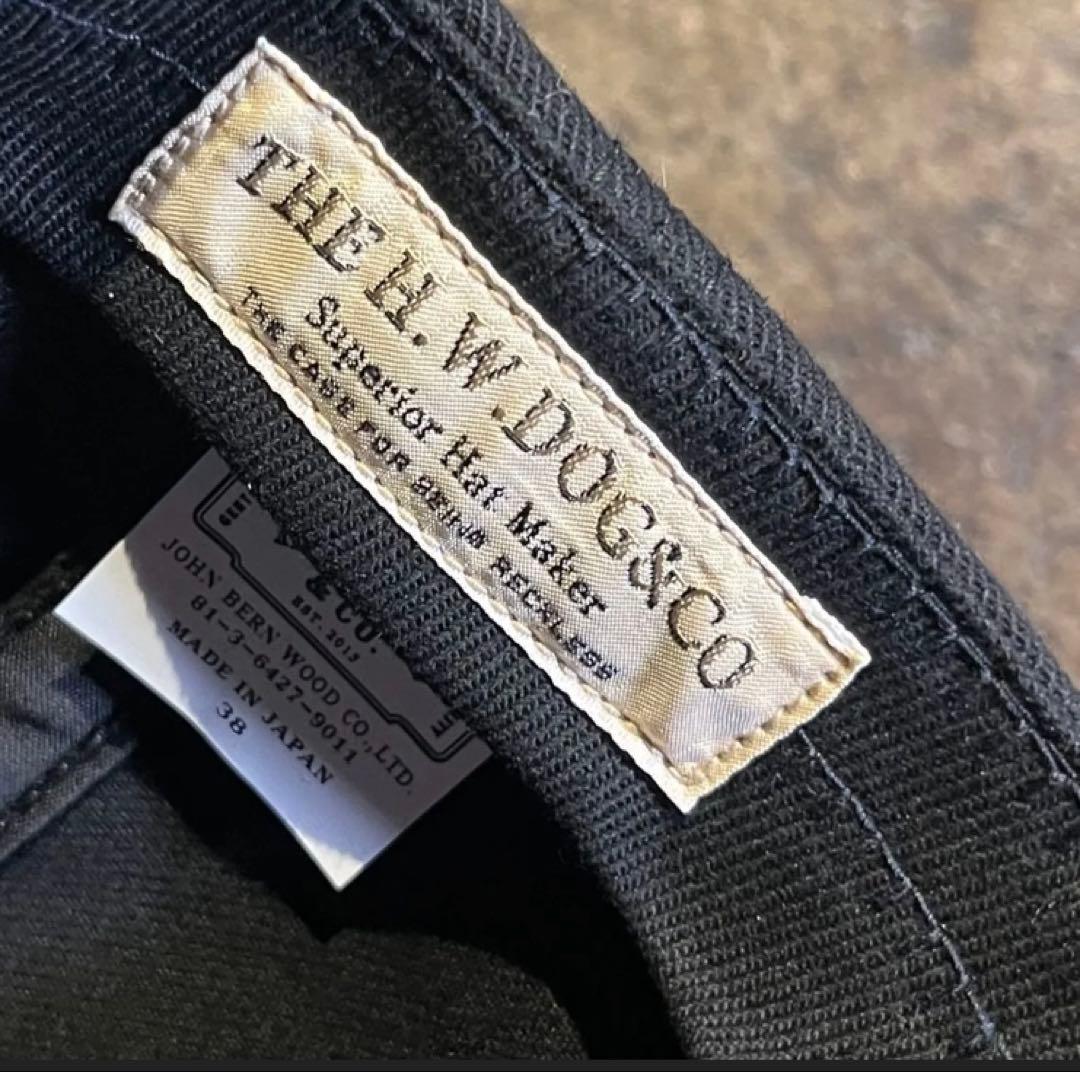 THE H.W.DOG&CO
Superior Hat Maker
THE CASE FOR BEING RECKLESS
& CO.
EST. 2013
JOHN BERN WOOD CO.,LTD.
81-3-6427-9011
MADE IN JAPAN
38